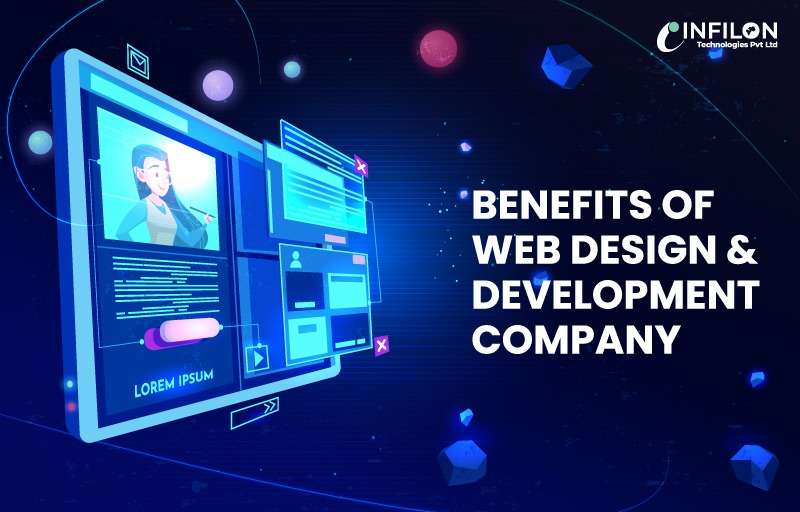 INFILON
Technologies Pvt Ltd
BENEFITS OF
WEB DESIGN &
DEVELOPMENT
COMPANY
LOREM IPSUM